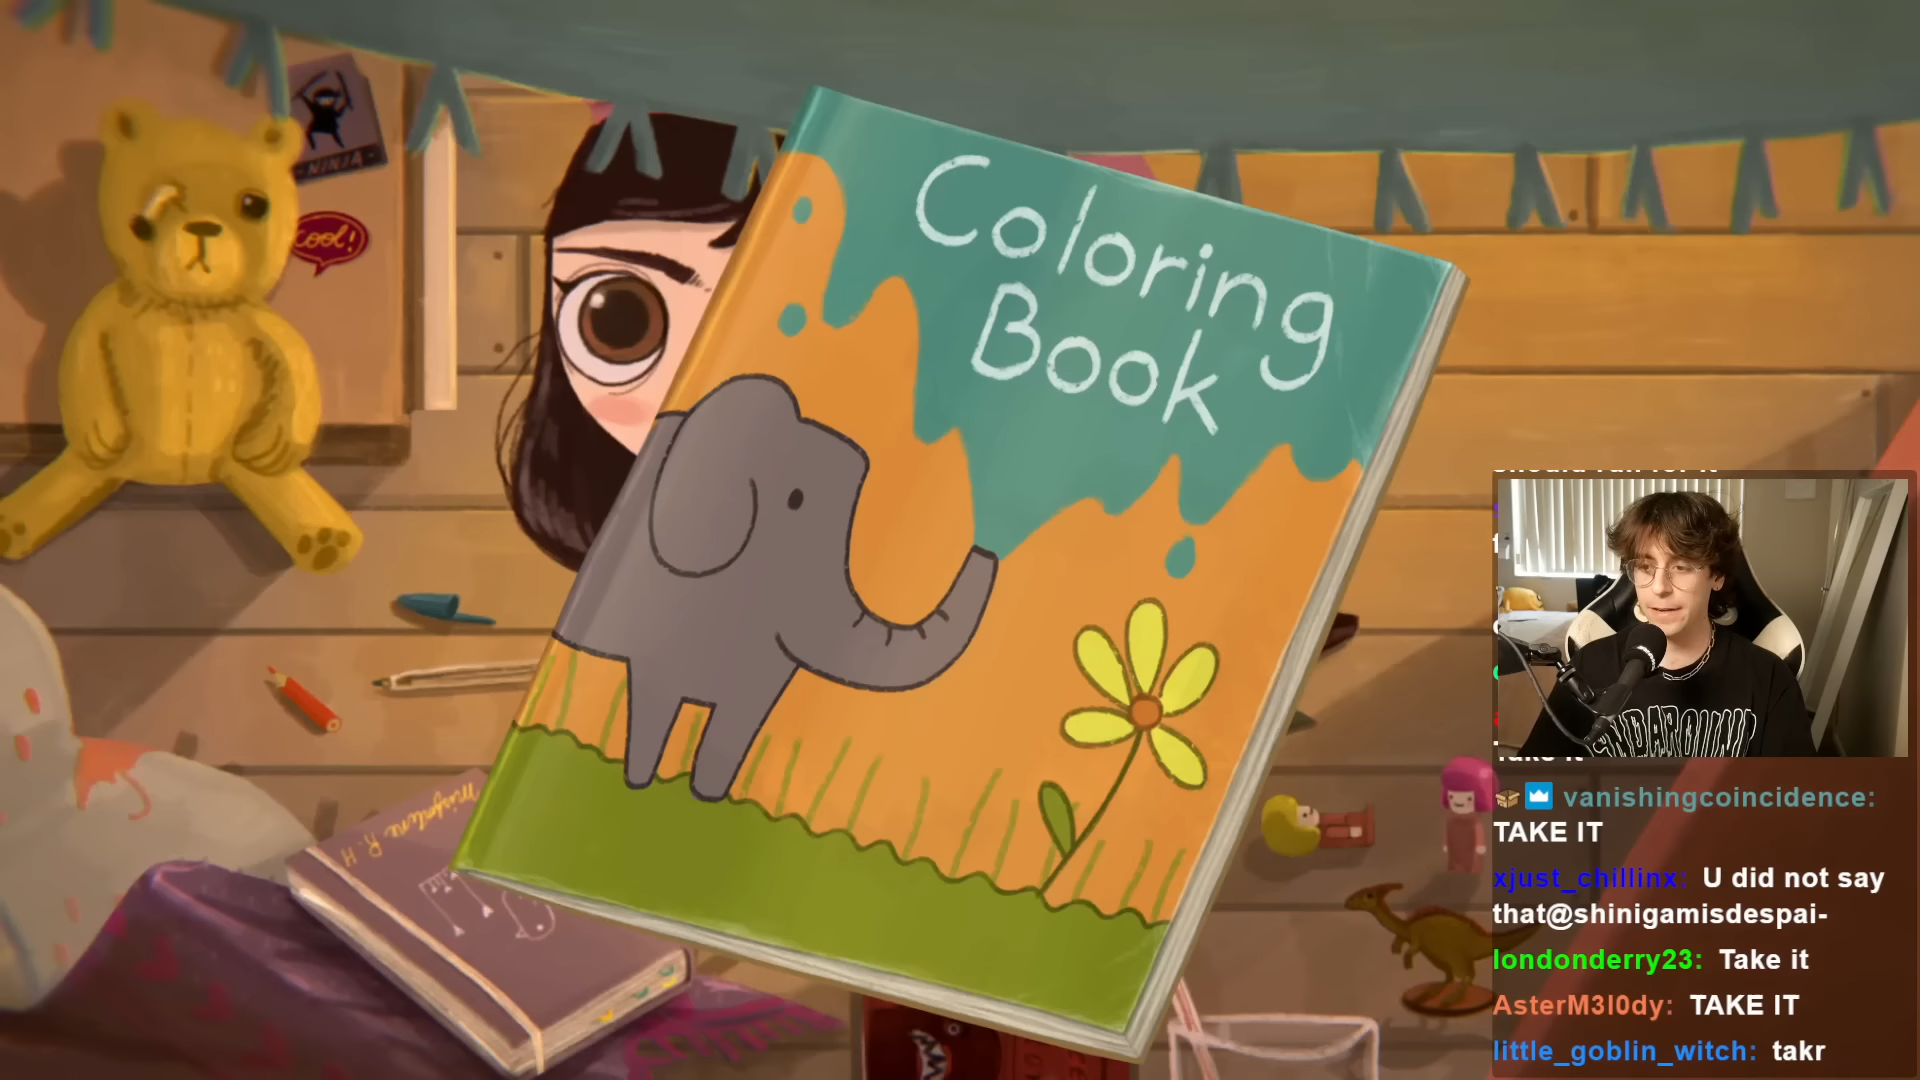 NINJA
Cool!
Coloring
Book
Misfortune R. H
vanishingcoincidence:
TAKE IT
xjust_chillinx: U did not say
that@shinigamisdespai-
londonderry23: Take it
AsterM3l0dy: TAKE IT
little_goblin_witch: takr